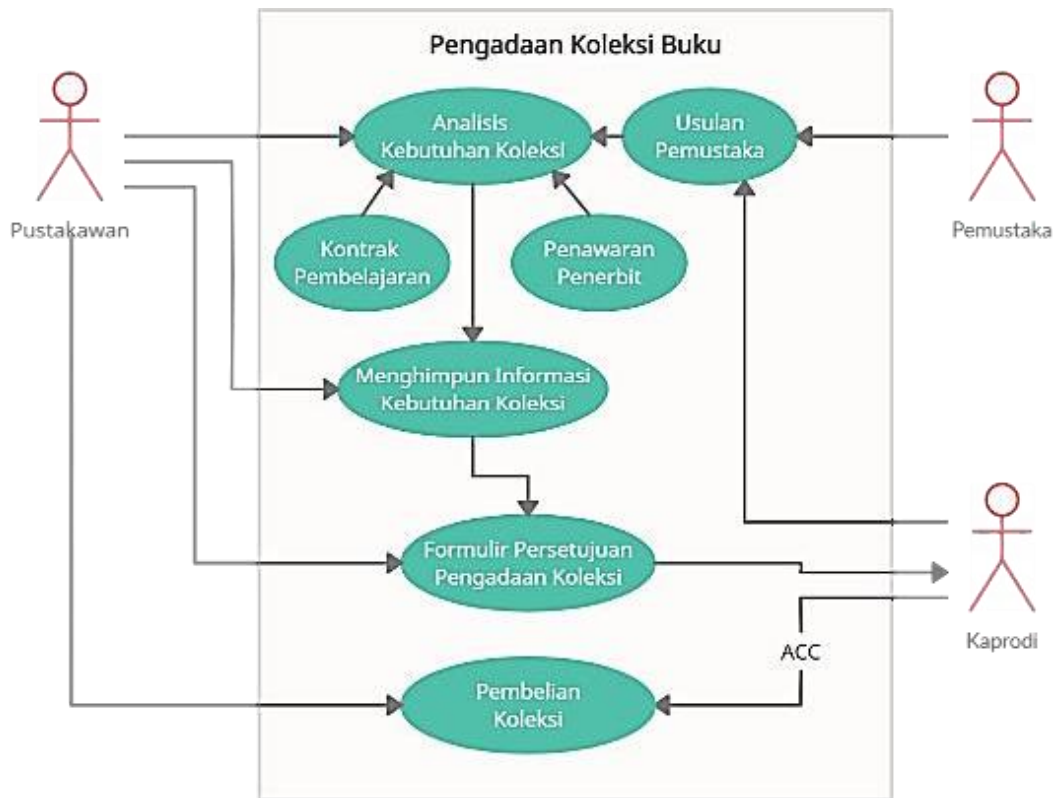 Pengadaan Koleksi Buku
Analisis
Kebutuhan Koleksi
Usulan
Pemustaka
Pustakawan
Pemustaka
Kontrak
Pembelajaran
Penawaran
Penerbit
Menghimpun Informasi
Kebutuhan Koleksi
Formulir Persetujuan
Pengadaan Koleksi
Kaprodi
ACC
Pembelian
Koleksi